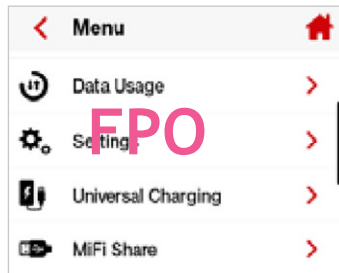 Menu
Data Usage
FPO
Settings
Universal Charging
MiFi Share